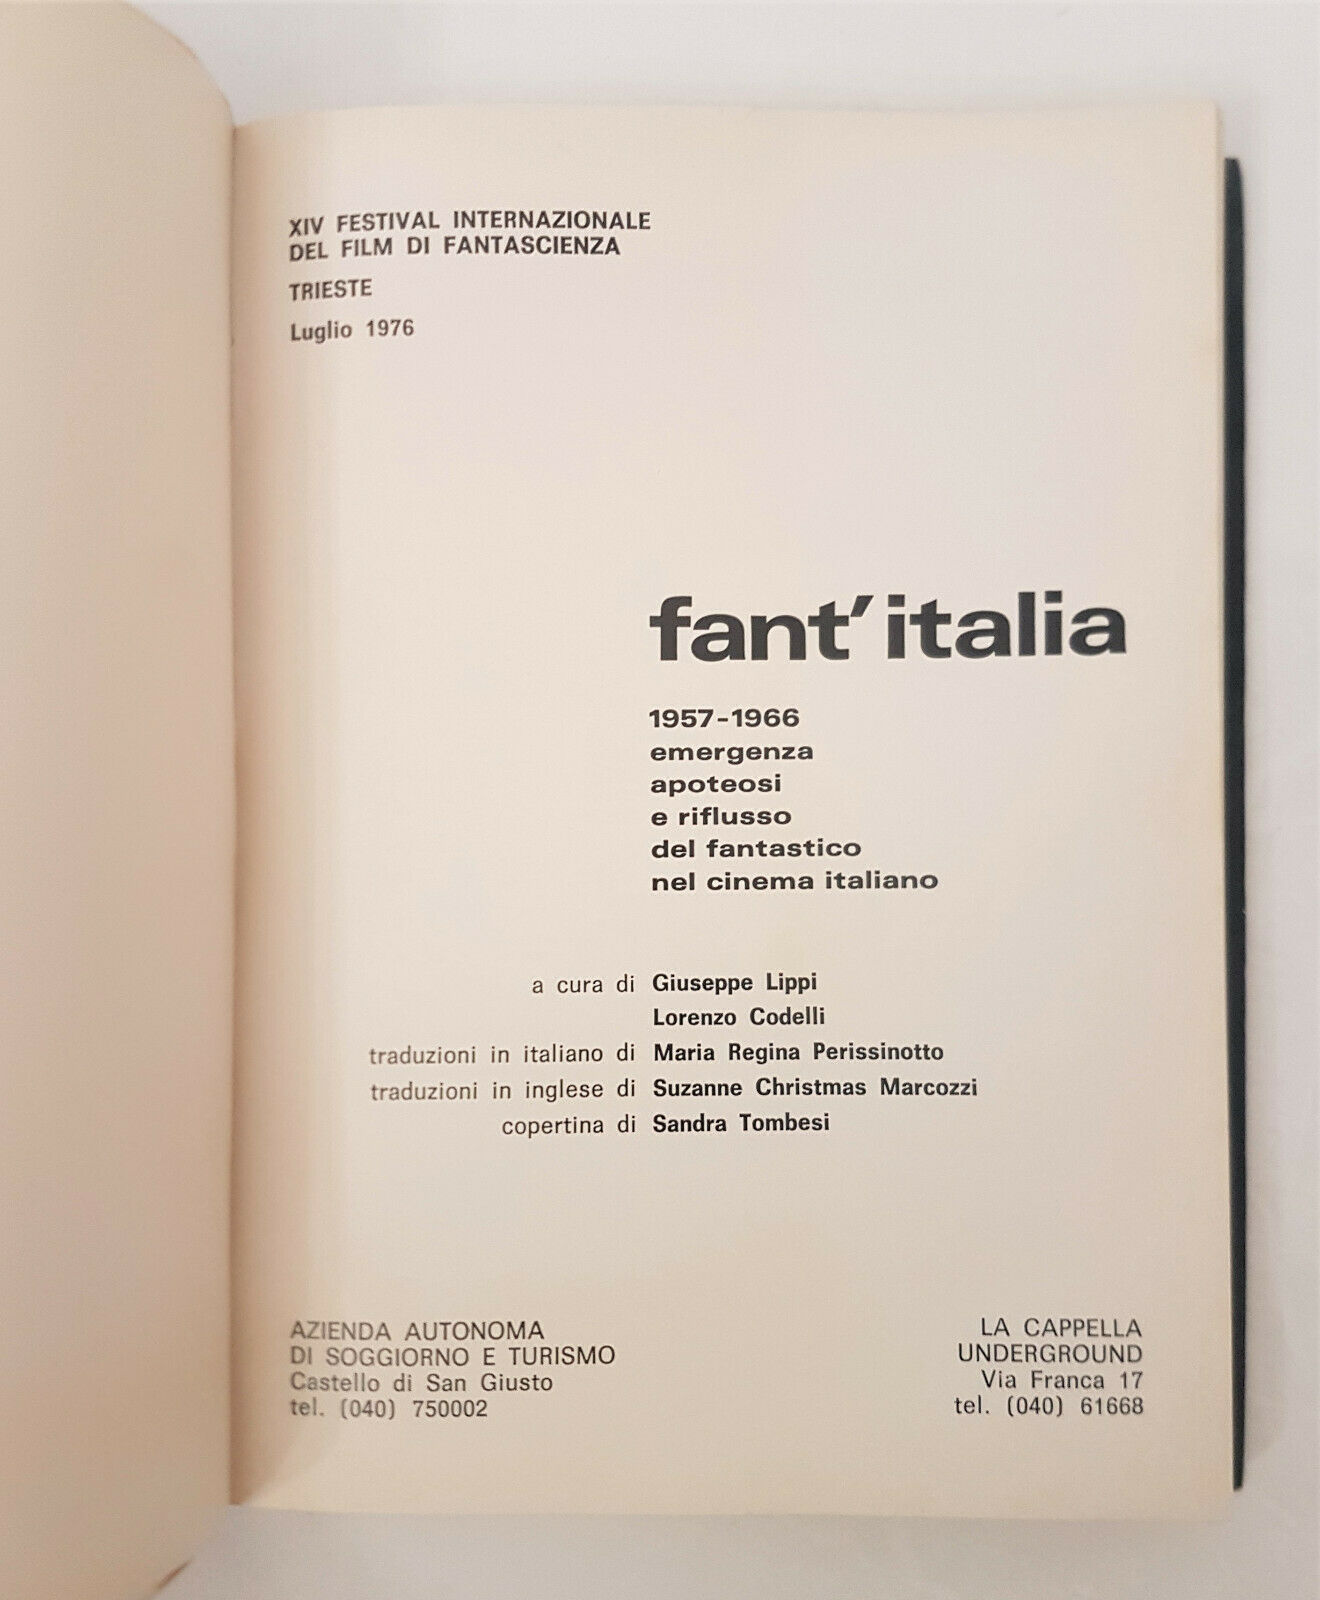 XIV FESTIVAL INTERNAZIONALE
DEL FILM DI FANTASCIENZA
TRIESTE
Luglio 1976
fant'italia
1957-1966
emergenza
apoteosi
e riflusso
del fantastico
nel cinema italiano
a cura di Giuseppe Lippi
Lorenzo Codelli
traduzioni in italiano di Maria Regina Perissinotto
traduzioni in inglese di Suzanne Christmas Marcozzi
copertina di Sandra Tombesi
AZIENDA AUTONOMA
DI SOGGIORNO E TURISMO
Castello di San Giusto
tel. (040) 750002
LA CAPPELLA
UNDERGROUND
Via Franca 17
tel. (040) 61668